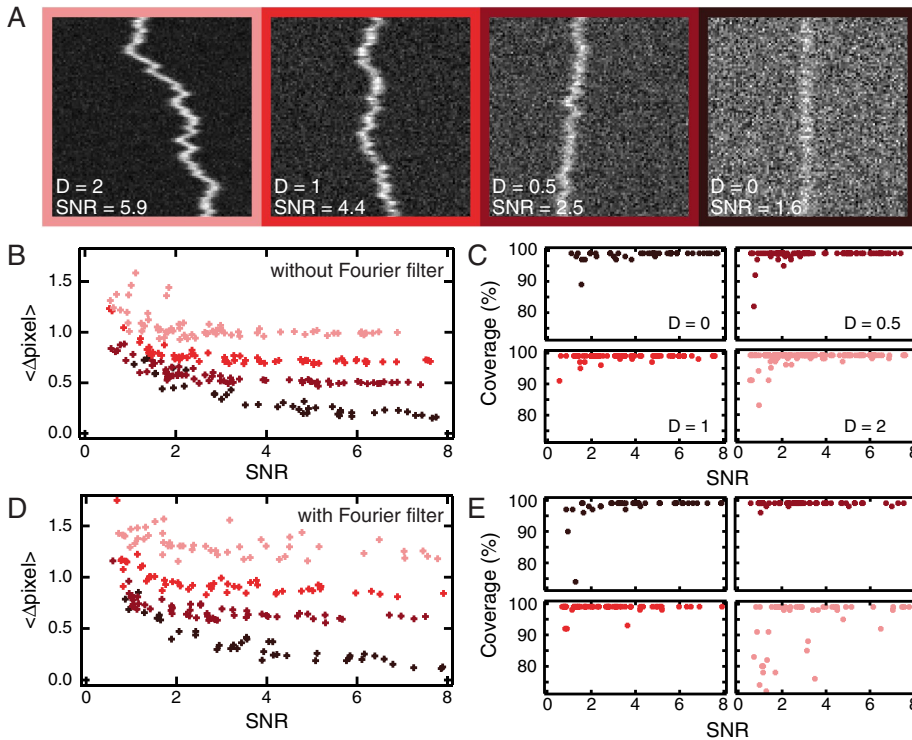 A
D = 2
SNR = 5.9
D = 1
SNR = 4.4
D = 0.5
SNR = 2.5
D = 0
SNR = 1.6
B
without Fourier filter
<Δpixel>
1.5
1.0
0.5
0.0
0 2 4 6 8
SNR
C
Coverage (%)
100
90
80
100
90
80
D = 0
D = 0.5
D = 1
D = 2
0 2 4 6 8
0 2 4 6 8
SNR
D
with Fourier filter
<Δpixel>
1.5
1.0
0.5
0.0
0 2 4 6 8
SNR
E
Coverage (%)
100
90
80
100
90
80
0 2 4 6 8
0 2 4 6 8
SNR